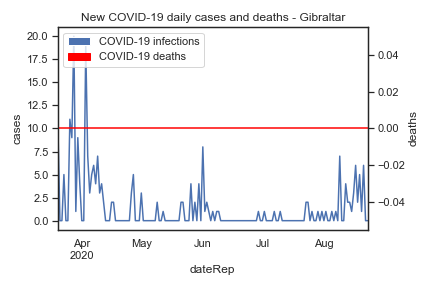 New COVID-19 daily cases and deaths - Gibraltar
COVID-19 infections
COVID-19 deaths
20.0
17.5
15.0
12.5
10.0
7.5
5.0
2.5
0.0
cases
0.04
0.02
0.00
−0.02
−0.04
deaths
Apr May Jun Jul Aug
2020
dateRep